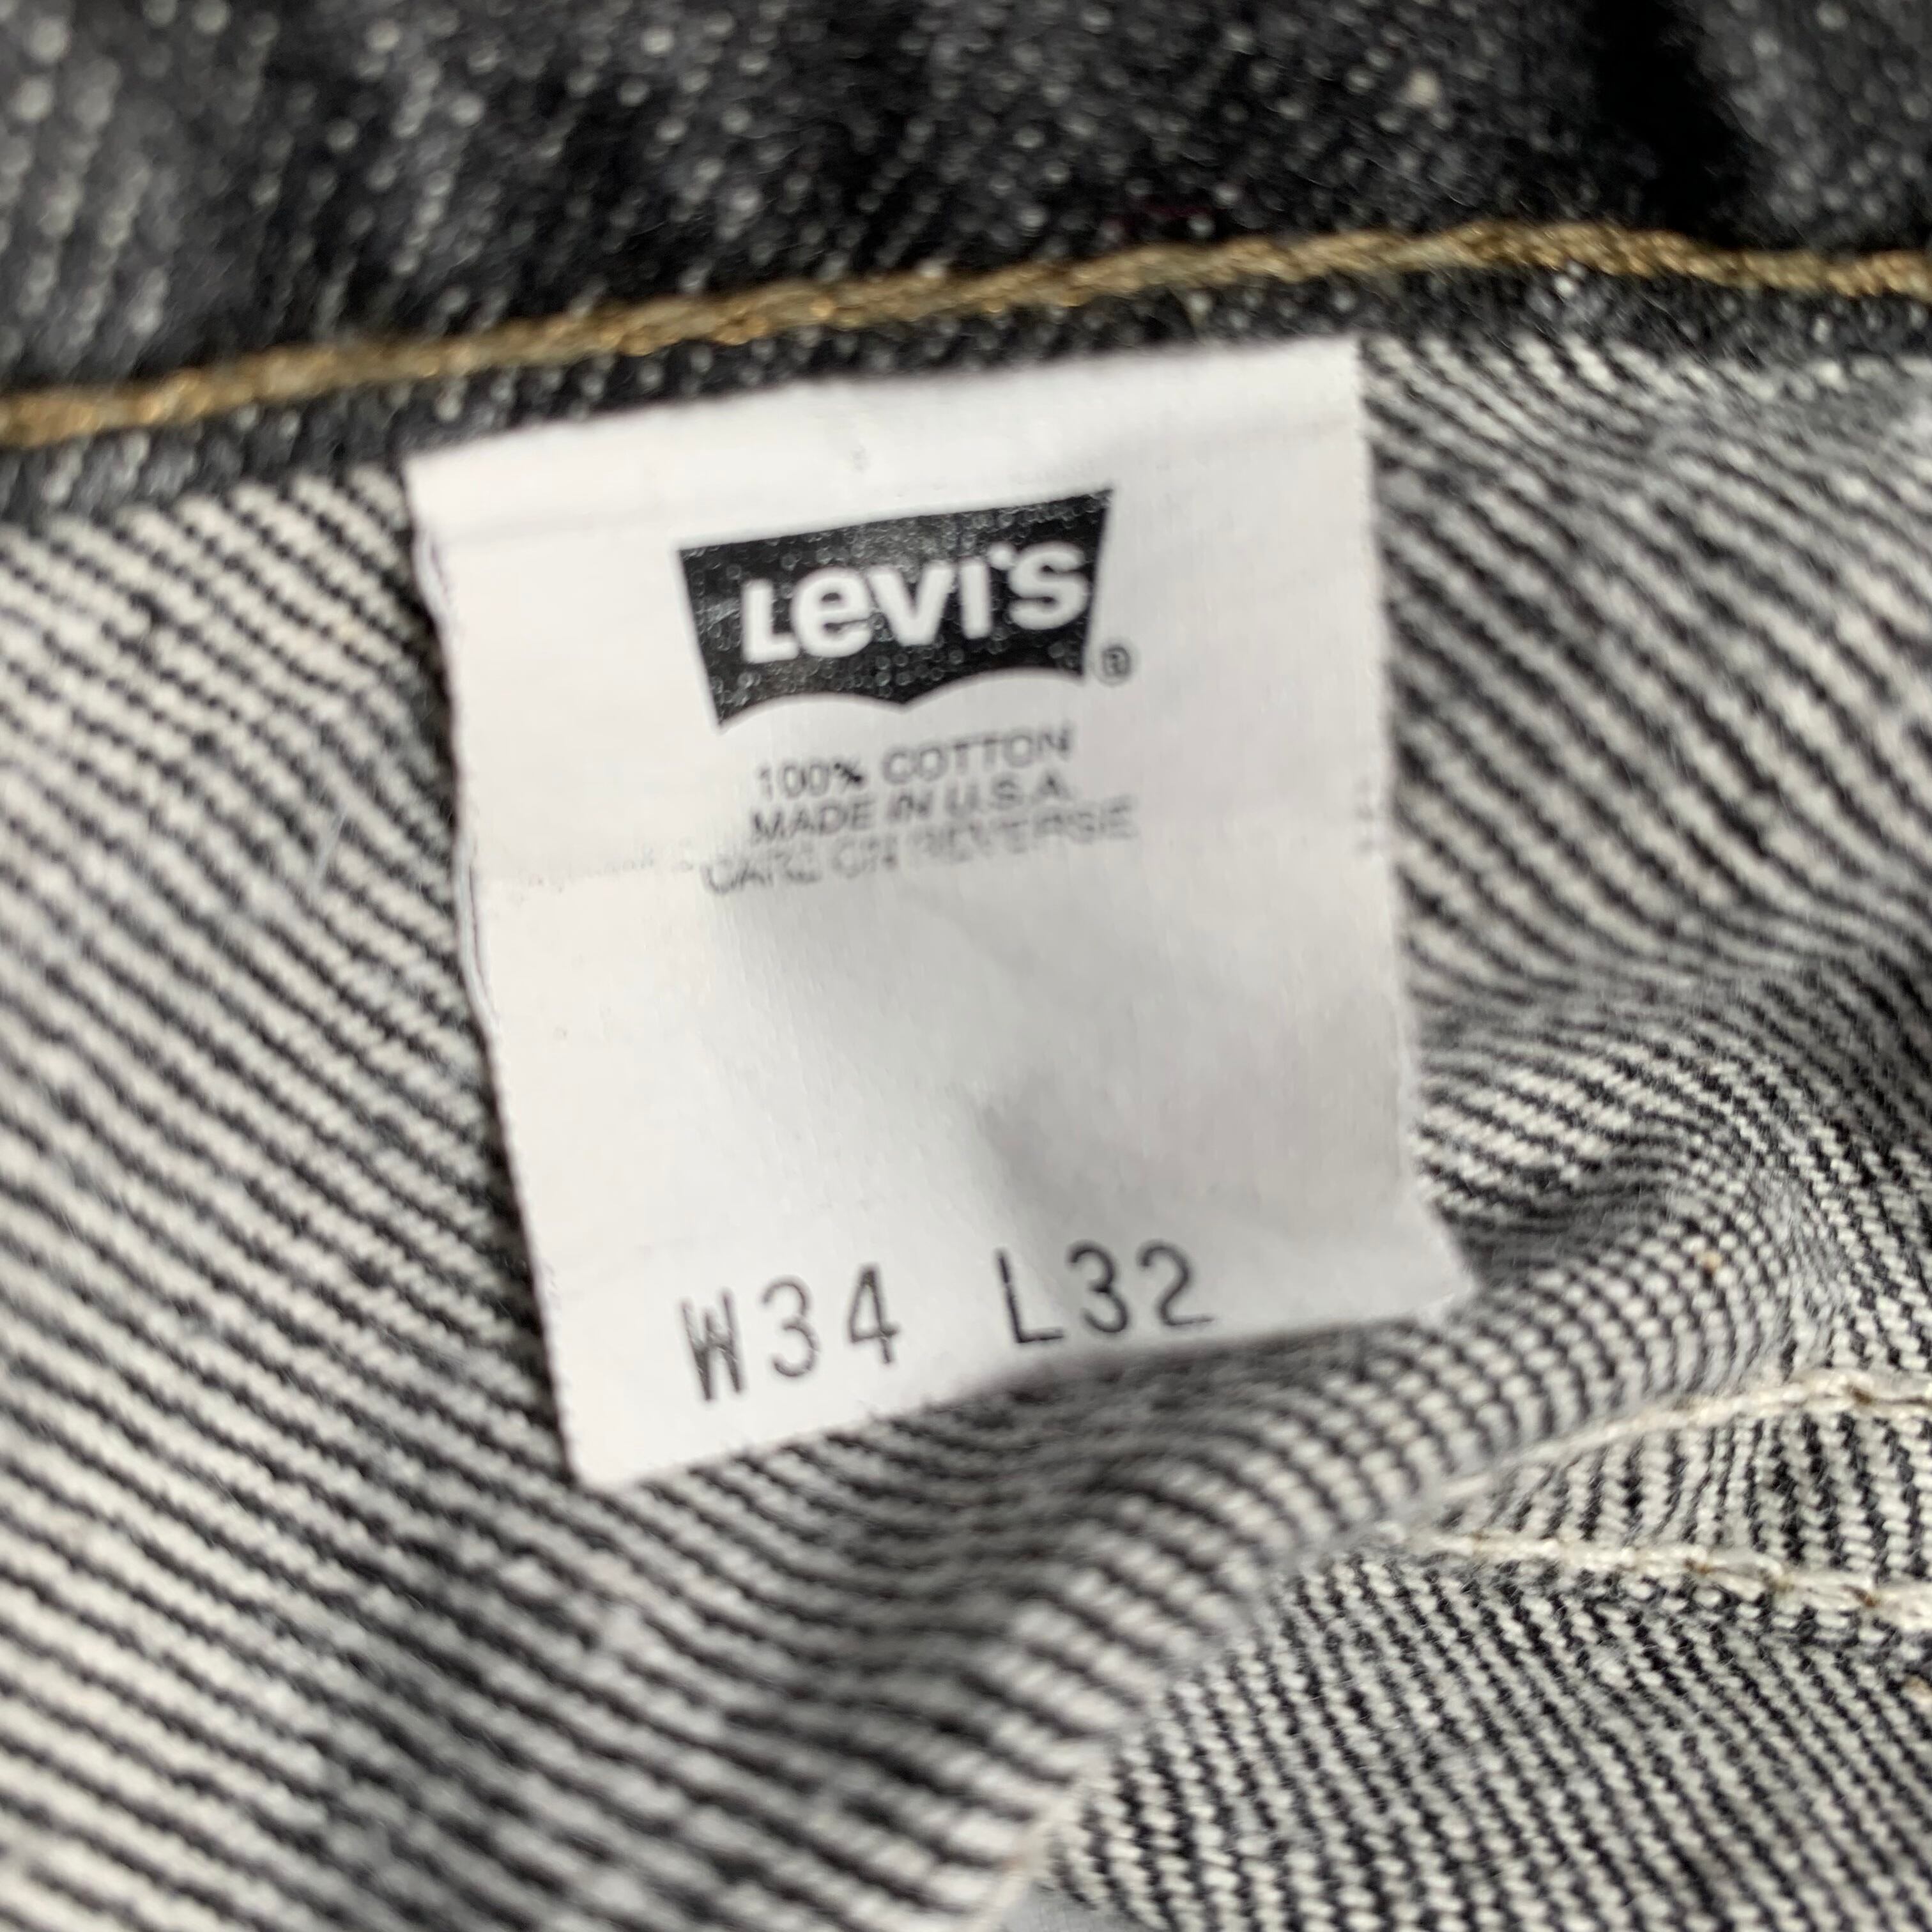 Levi's ®
100% COTTON
MADE IN U.S.A.
CARE ON REVERSE
W34 L32